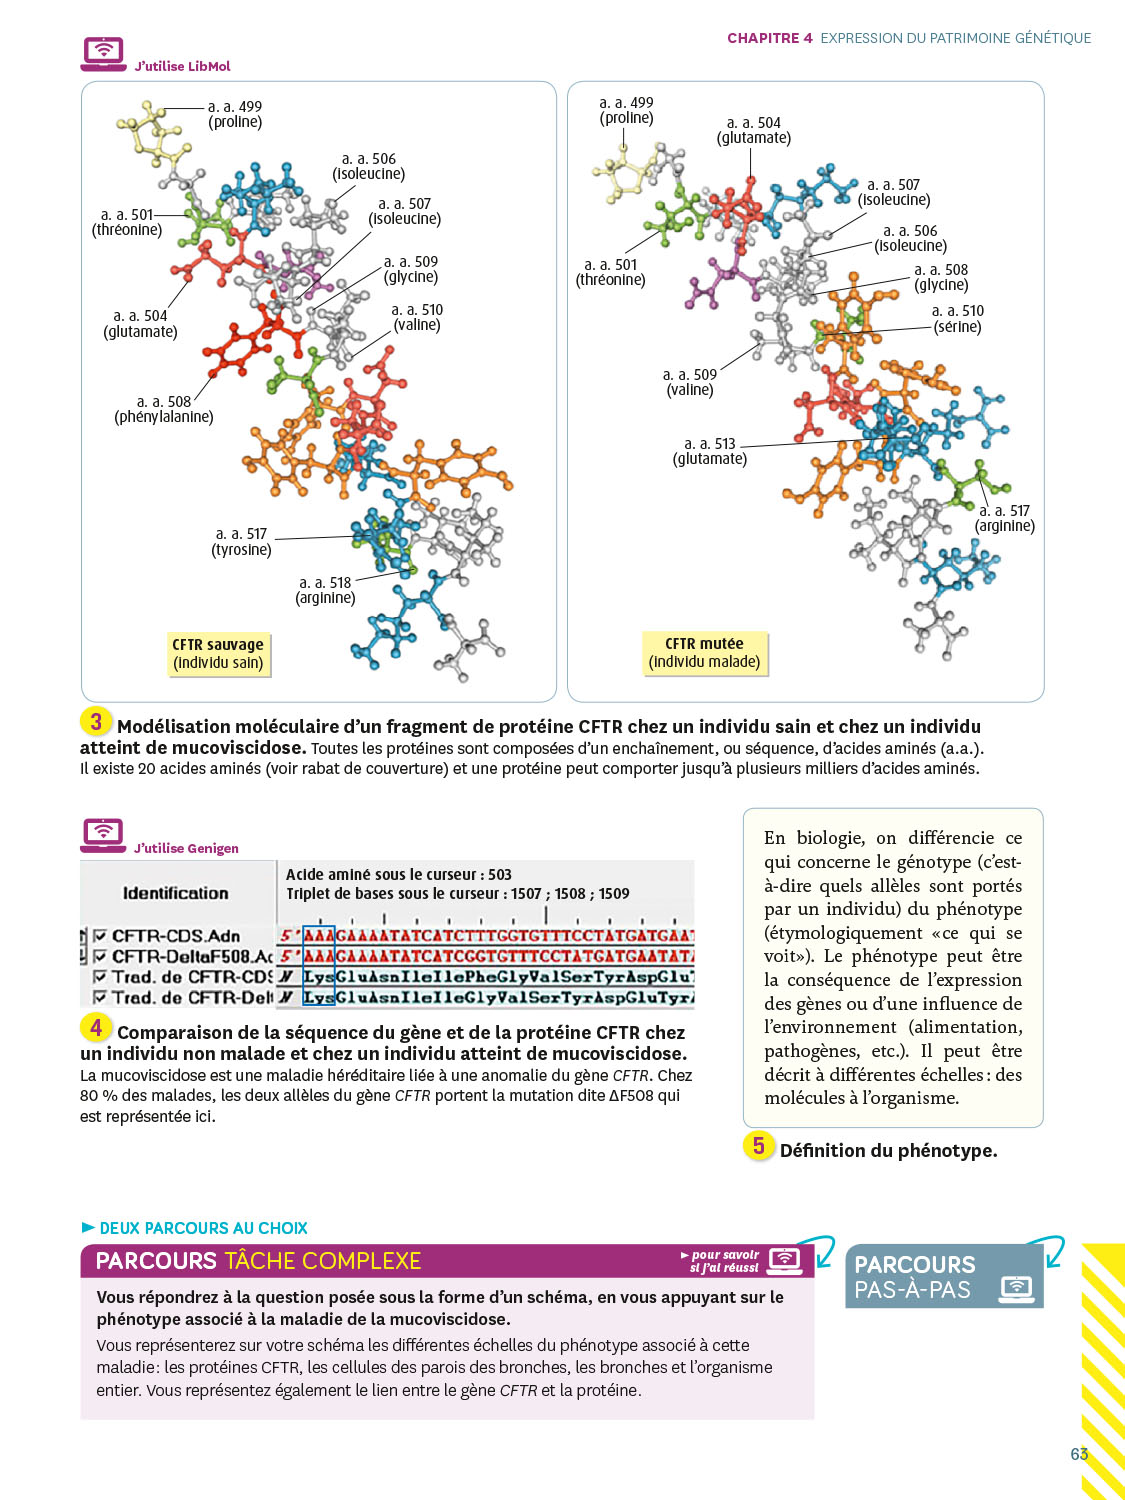 CHAPITRE 4 EXPRESSION DU PATRIMOINE GÉNÉTIQUE
J'utilise LibMol
a. a. 499
(proline)
a. a. 506
(isoleucine)
a. a. 507
(isoleucine)
a. a. 501
(thréonine)
a. a. 509
(glycine)
a. a. 504
(glutamate)
a. a. 510
(valine)
a. a. 508
(phénylalanine)
a. a. 517
(tyrosine)
a. a. 518
(arginine)
CFTR sauvage
(individu sain)
a. a. 499
(proline)
a. a. 504
(glutamate)
a. a. 507
(isoleucine)
a. a. 506
(isoleucine)
a. a. 501
(thréonine)
a. a. 508
(glycine)
a. a. 510
(sérine)
a. a. 509
(valine)
a. a. 513
(glutamate)
a. a. 517
(arginine)
CFTR mutée
(individu malade)
3 Modélisation moléculaire d'un fragment de protéine CFTR chez un individu sain et chez un individu
atteint de mucoviscidose. Toutes les protéines sont composées d'un enchaînement, ou séquence, d'acides aminés (a.a.).
Il existe 20 acides aminés (voir rabat de couverture) et une protéine peut comporter jusqu'à plusieurs milliers d'acides aminés.
J'utilise Genigen
Identification
Acide aminé sous le curseur : 503
Triplet de bases sous le curseur : 1507 ; 1508 ; 1509
CFTR-CDS.Adn 5' AAAGAAAATATCATCTTTGGTGTTTCCTATGATGAAT
CFTR-DeltaF508.Ad 5' AAAGAAAATATCATCGGTGTTTCCTATGATGAATATA
Trad. de CFTR-CDS N LysGluAsnIleIlePheGlyValSerTyrAspGluT
Trad. de CFTR-Delt N LysGluAsnIleIleGlyValSerTyrAspGluTyrA
4 Comparaison de la séquence du gène et de la protéine CFTR chez
un individu non malade et chez un individu atteint de mucoviscidose.
La mucoviscidose est une maladie héréditaire liée à une anomalie du gène CFTR. Chez
80 % des malades, les deux allèles du gène CFTR portent la mutation dite ΔF508 qui
est représentée ici.
En biologie, on différencie ce
qui concerne le génotype (c'est-
à-dire quels allèles sont portés
par un individu) du phénotype
(étymologiquement « ce qui se
voit »). Le phénotype peut être
la conséquence de l'expression
des gènes ou d'une influence de
l'environnement (alimentation,
pathogènes, etc.). Il peut être
décrit à différentes échelles : des
molécules à l'organisme.
5 Définition du phénotype.
► DEUX PARCOURS AU CHOIX
PARCOURS TÂCHE COMPLEXE
► pour savoir
si j'ai réussi
Vous répondrez à la question posée sous la forme d'un schéma, en vous appuyant sur le
phénotype associé à la maladie de la mucoviscidose.
Vous représenterez sur votre schéma les différentes échelles du phénotype associé à cette
maladie : les protéines CFTR, les cellules des parois des bronches, les bronches et l'organisme
entier. Vous représentez également le lien entre le gène CFTR et la protéine.
PARCOURS
PAS-À-PAS
63